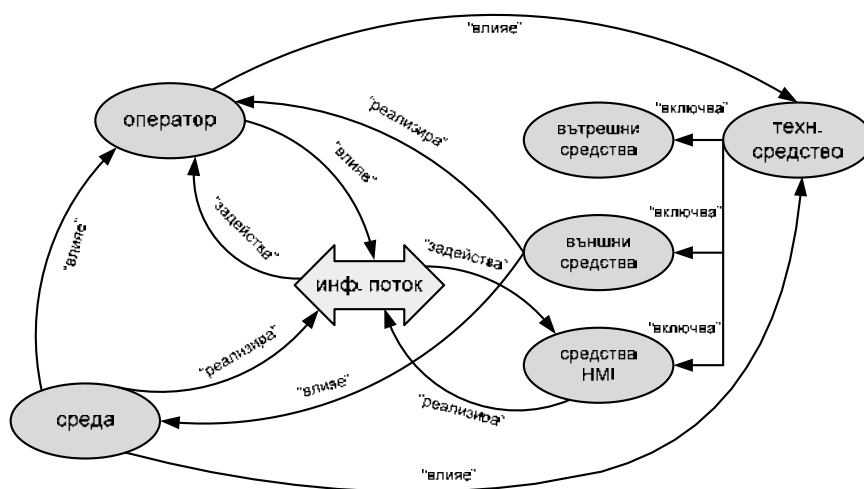 "влияе"
"реализира"
"включва"
оператор
вътрешни
средства
техн.
средство
"влияе"
"задейства"
"включва"
"влияе"
"задейства"
външни
средства
инф. поток
"включва"
"реализира"
средства
HMI
"влияе"
"реализира"
среда
"влияе"